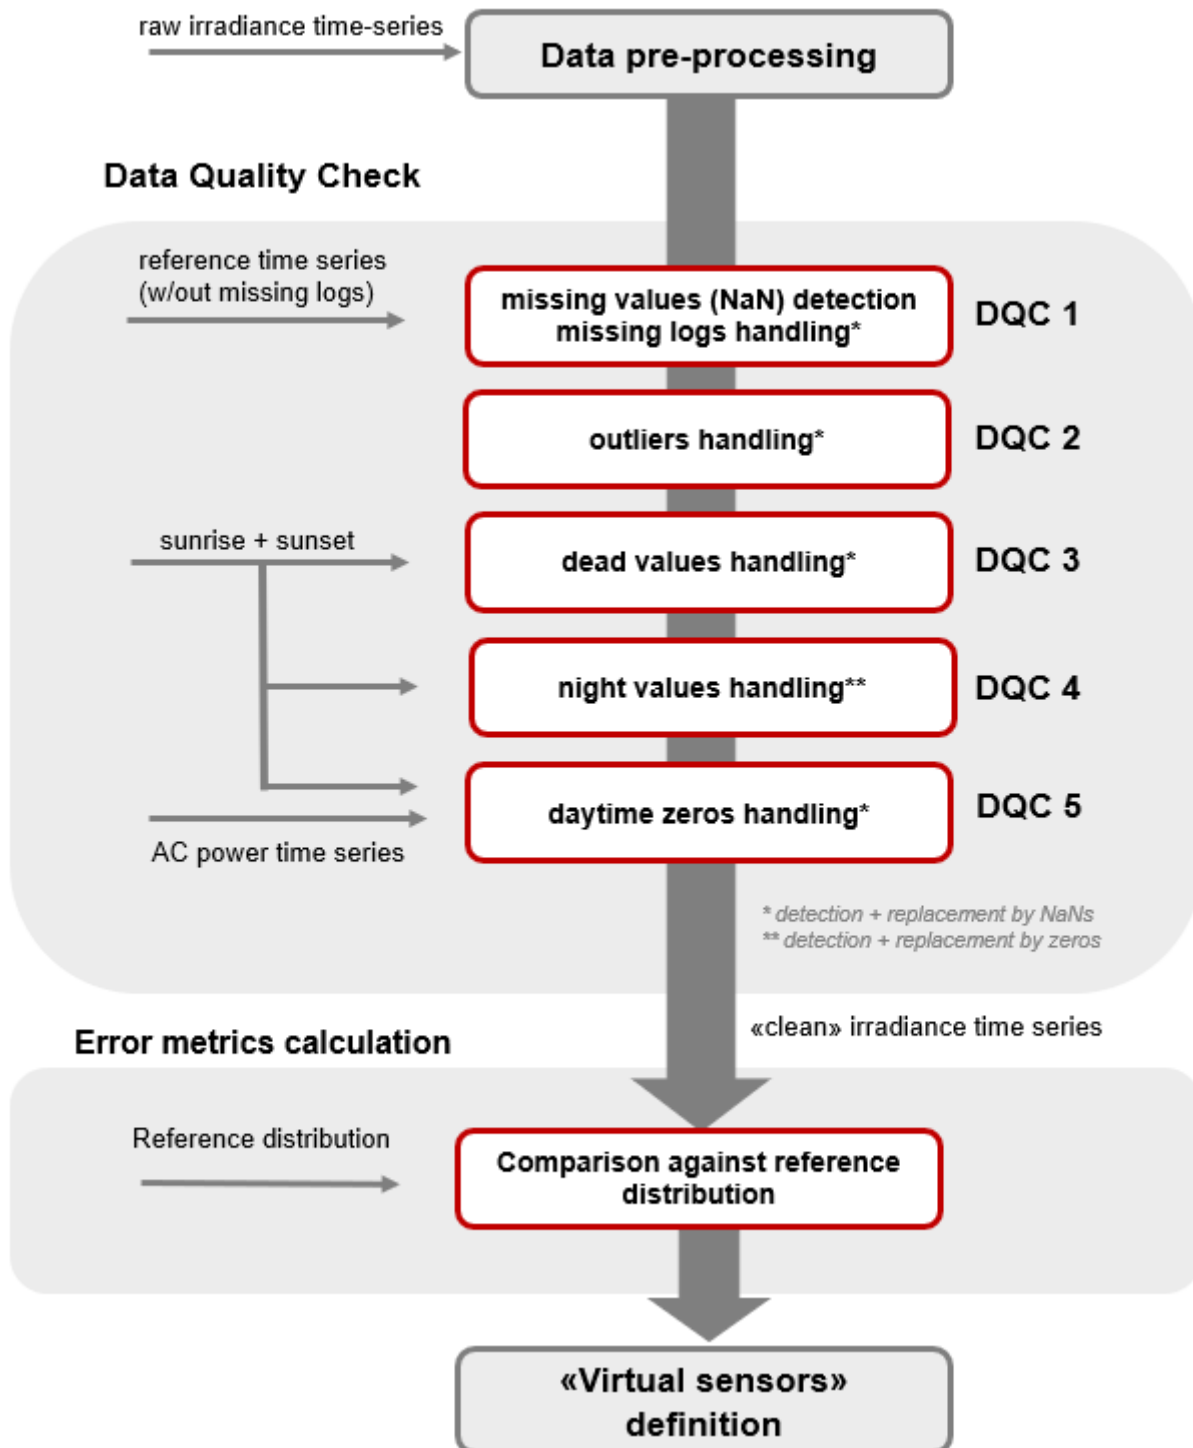 raw irradiance time-series
Data pre-processing
Data Quality Check
reference time series
(w/out missing logs)
missing values (NaN) detection
missing logs handling*
DQC 1
outliers handling*
DQC 2
sunrise + sunset
dead values handling*
DQC 3
night values handling**
DQC 4
daytime zeros handling*
DQC 5
AC power time series
* detection + replacement by NaNs
** detection + replacement by zeros
«clean» irradiance time series
Error metrics calculation
Reference distribution
Comparison against reference
distribution
«Virtual sensors»
definition